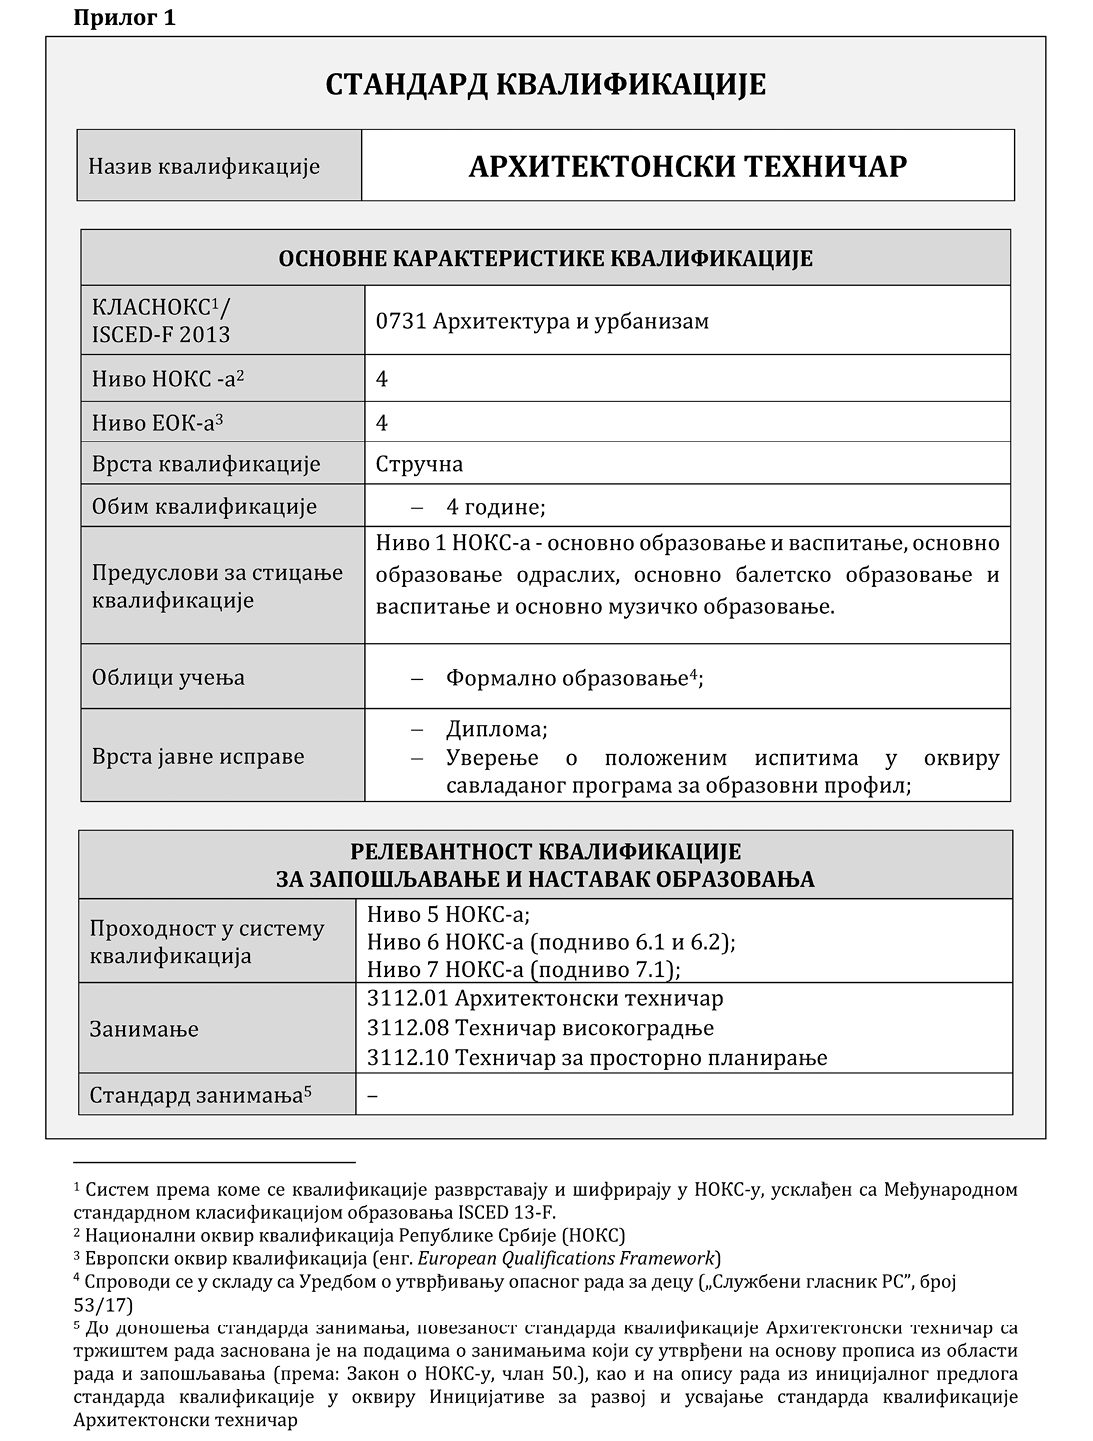 Прилог 1
СТАНДАРД КВАЛИФИКАЦИЈЕ
Назив квалификације
АРХИТЕКТОНСКИ ТЕХНИЧАР
ОСНОВНЕ КАРАКТЕРИСТИКЕ КВАЛИФИКАЦИЈЕ
КЛАСНОКС1/
ISCED-F 2013
0731 Архитектура и урбанизам
Ниво НОКС -а2
4
Ниво ЕОК-а3
4
Врста квалификације
Стручна
Обим квалификације
– 4 године;
Предуслови за стицање
квалификације
Ниво 1 НОКС-а - основно образовање и васпитање, основно
образовање одраслих, основно балетско образовање и
васпитање и основно музичко образовање.
Облици учења
– Формално образовање4;
Врста јавне исправе
– Диплома;
– Уверење о положеним испитима у оквиру
савладаног програма за образовни профил;
РЕЛЕВАНТНОСТ КВАЛИФИКАЦИЈЕ
ЗА ЗАПОШЉАВАЊЕ И НАСТАВАК ОБРАЗОВАЊА
Проходност у систему
квалификација
Ниво 5 НОКС-а;
Ниво 6 НОКС-а (подниво 6.1 и 6.2);
Ниво 7 НОКС-а (подниво 7.1);
Занимање
3112.01 Архитектонски техничар
3112.08 Техничар високоградње
3112.10 Техничар за просторно планирање
Стандард занимања5
–
1 Систем према коме се квалификације разврставају и шифрирају у НОКС-у, усклађен са Међународном
стандардном класификацијом образовања ISCED 13-F.
2 Национални оквир квалификација Републике Србије (НОКС)
3 Европски оквир квалификација (енг. European Qualifications Framework)
4 Спроводи се у складу са Уредбом о утврђивању опасног рада за децу („Службени гласник РС”, број
53/17)
5 До доношења стандарда занимања, повезаност стандарда квалификације Архитектонски техничар са
тржиштем рада заснована је на подацима о занимањима који су утврђени на основу прописа из области
рада и запошљавања (према: Закон о НОКС-у, члан 50.), као и на опису рада из иницијалног предлога
стандарда квалификације у оквиру Иницијативе за развој и усвајање стандарда квалификације
Архитектонски техничар